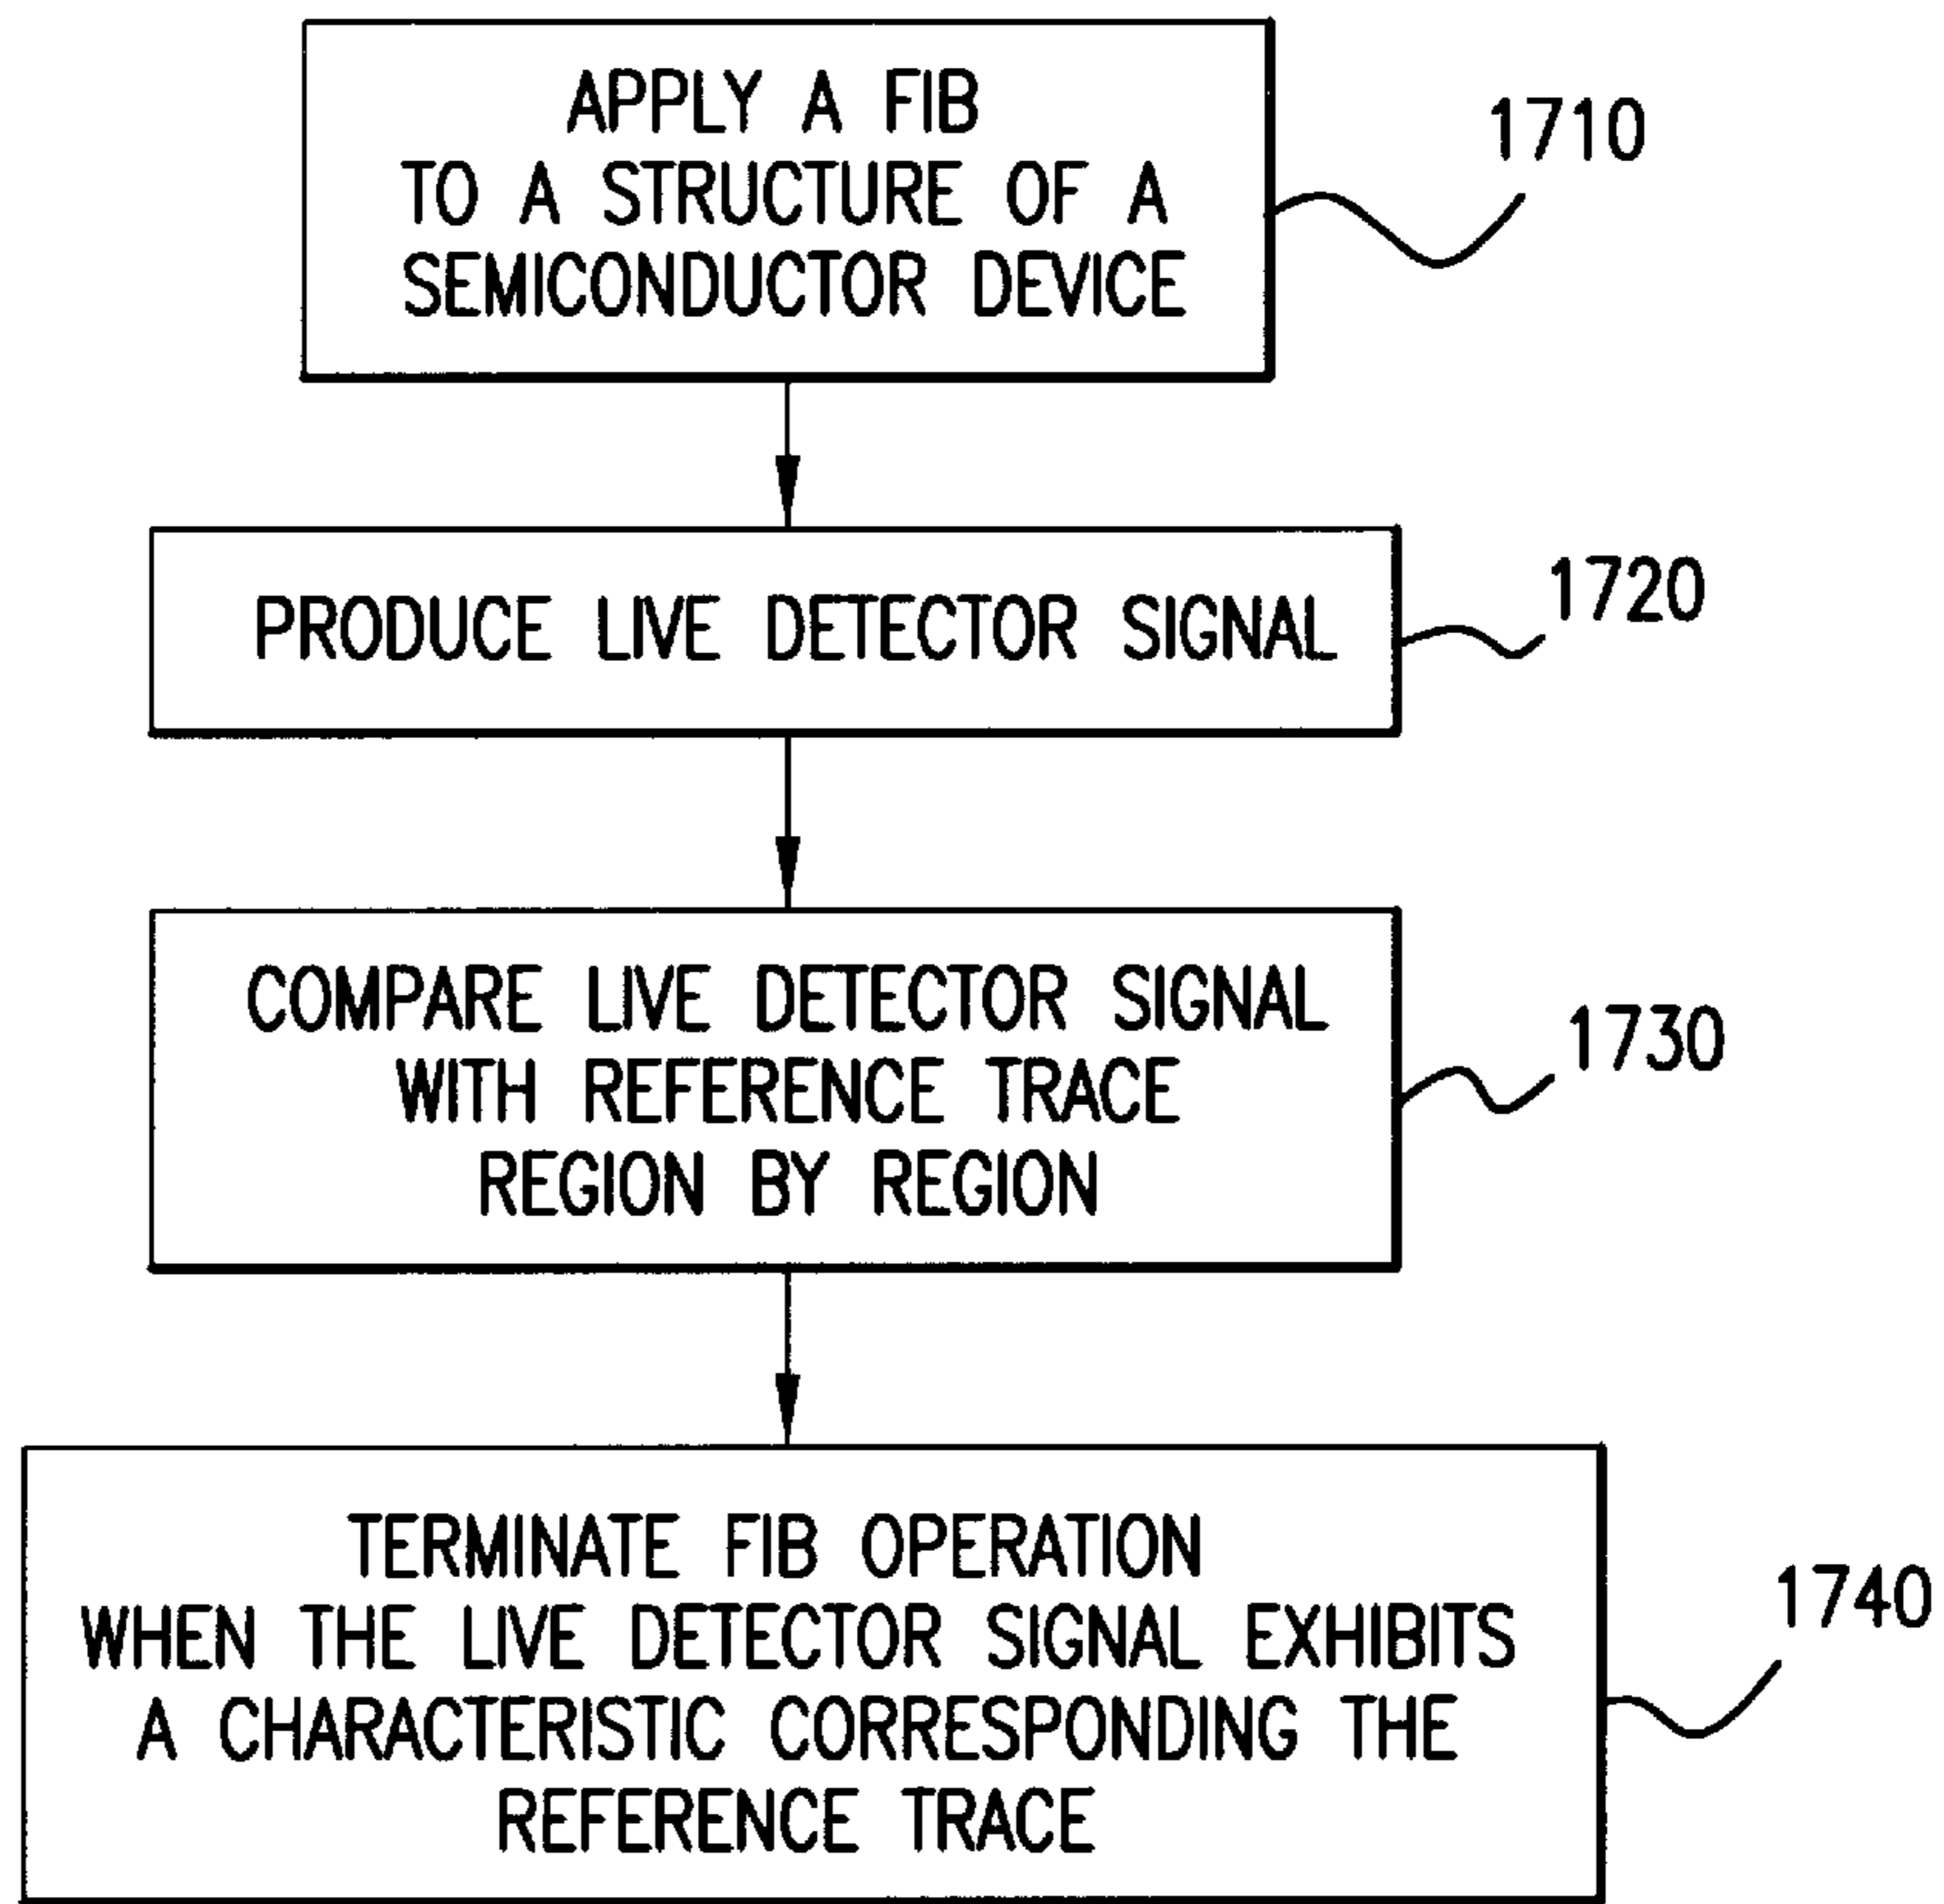 APPLY A FIB
TO A STRUCTURE OF A
SEMICONDUCTOR DEVICE
1710
PRODUCE LIVE DETECTOR SIGNAL
1720
COMPARE LIVE DETECTOR SIGNAL
WITH REFERENCE TRACE
REGION BY REGION
1730
TERMINATE FIB OPERATION
WHEN THE LIVE DETECTOR SIGNAL EXHIBITS
A CHARACTERISTIC CORRESPONDING THE
REFERENCE TRACE
1740